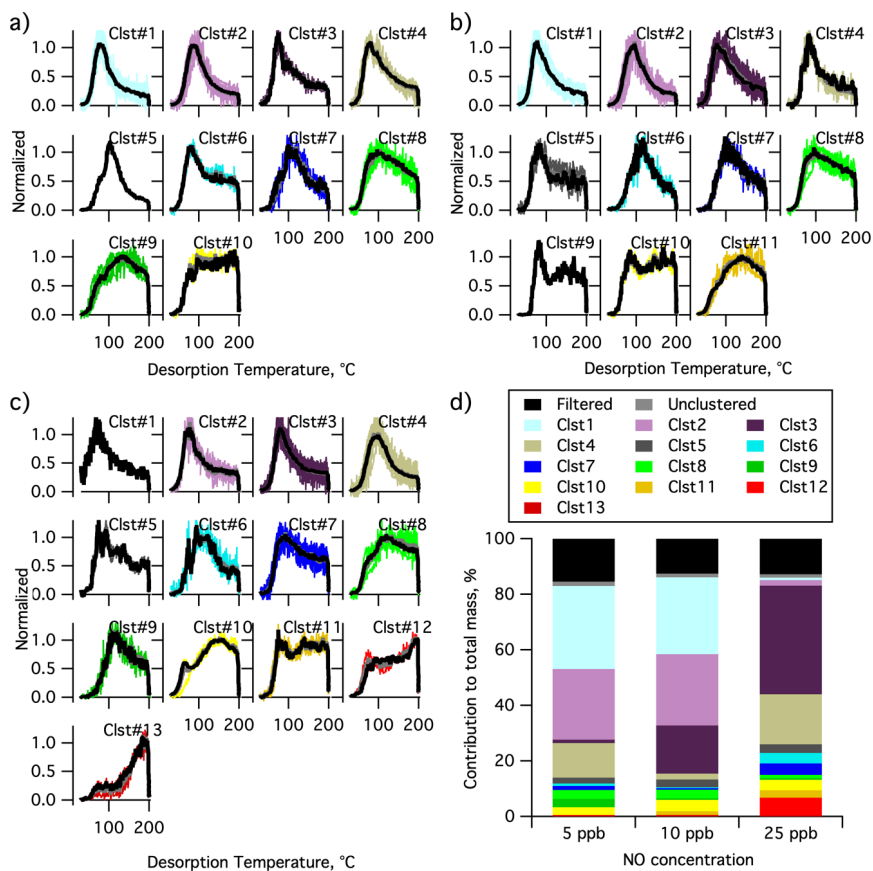 a)
Clst#1 Clst#2 Clst#3 Clst#4
1.0
0.5
0.0
Clst#5 Clst#6 Clst#7 Clst#8
1.0
0.5
0.0
100 200 100 200
Clst#9 Clst#10
1.0
0.5
0.0
100 200 100 200
Normalized
Desorption Temperature, °C
b)
Clst#1 Clst#2 Clst#3 Clst#4
1.0
0.5
0.0
Clst#5 Clst#6 Clst#7 Clst#8
1.0
0.5
0.0
100 200
Clst#9 Clst#10 Clst#11
1.0
0.5
0.0
100 200 100 200 100 200
Normalized
Desorption Temperature, °C
c)
Clst#1 Clst#2 Clst#3 Clst#4
1.0
0.5
0.0
Clst#5 Clst#6 Clst#7 Clst#8
1.0
0.5
0.0
Clst#9 Clst#10 Clst#11 Clst#12
1.0
0.5
0.0
100 200 100 200 100 200
Clst#13
1.0
0.5
0.0
100 200
Normalized
Desorption Temperature, °C
d)
Filtered Unclustered
Clst1 Clst2 Clst3
Clst4 Clst5 Clst6
Clst7 Clst8 Clst9
Clst10 Clst11 Clst12
Clst13
Contribution to total mass, %
100
80
60
40
20
0
5 ppb 10 ppb 25 ppb
NO concentration